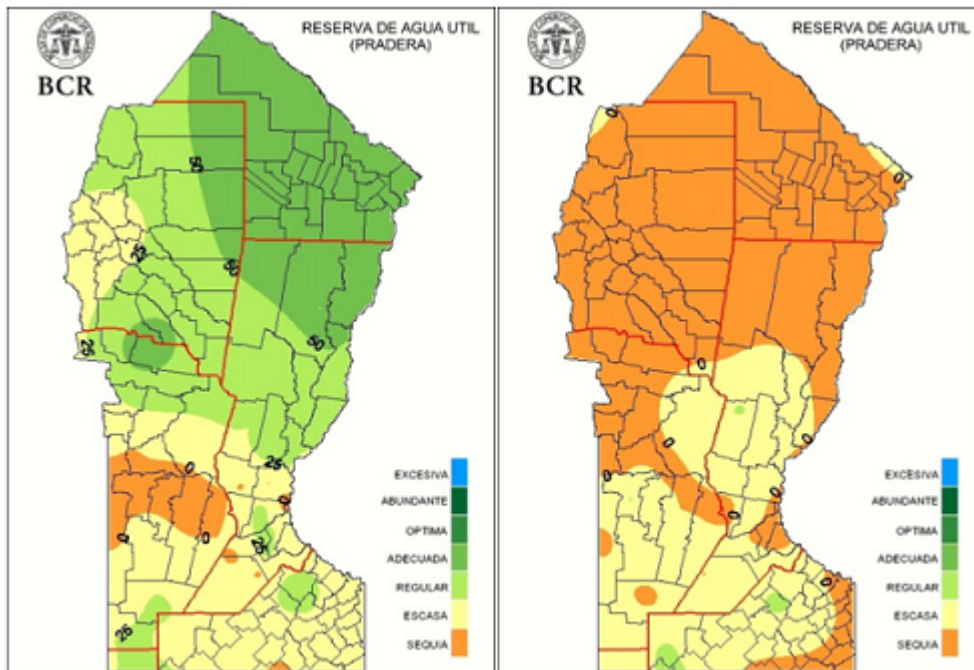 BCR
RESERVA DE AGUA UTIL
(PRADERA)
50
25
50
50
25
0
25
0
0
0
25
25
EXCESIVA
ABUNDANTE
OPTIMA
ADECUADA
REGULAR
ESCASA
SEQUIA
BCR
RESERVA DE AGUA UTIL
(PRADERA)
0
0
0
0
0
0
0
0
0
EXCESIVA
ABUNDANTE
OPTIMA
ADECUADA
REGULAR
ESCASA
SEQUIA